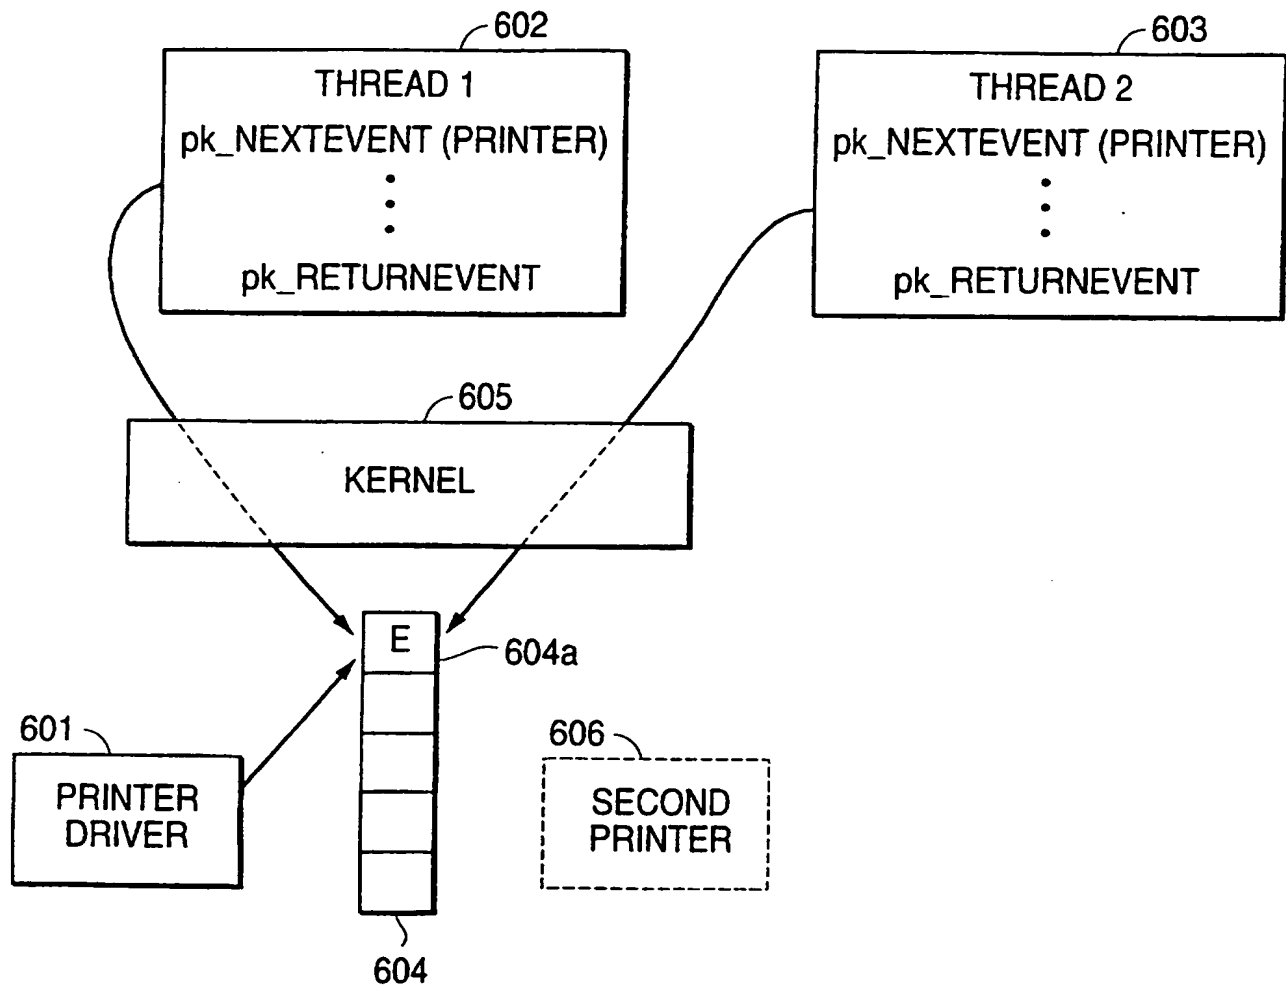 602
THREAD 1
pk_NEXTEVENT (PRINTER)
pk_RETURNEVENT
603
THREAD 2
pk_NEXTEVENT (PRINTER)
pk_RETURNEVENT
605
KERNEL
E
604a
601
PRINTER
DRIVER
606
SECOND
PRINTER
604